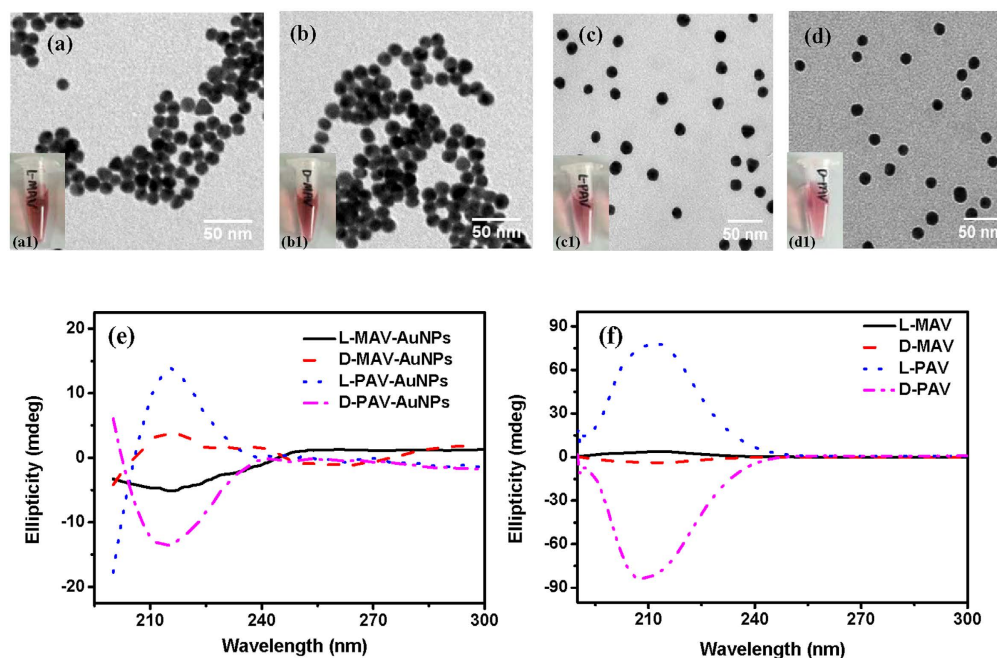 (a)
(b)
(c)
(d)
L-MAV
D-MAV
L-PAV
D-PAV
(a1)
50 nm
(b1)
50 nm
(c1)
50 nm
(d1)
50 nm
(e)
L-MAV-AuNPs
D-MAV-AuNPs
L-PAV-AuNPs
D-PAV-AuNPs
20
10
0
-10
-20
Ellipticity (mdeg)
210
240
270
300
Wavelength (nm)
(f)
L-MAV
D-MAV
L-PAV
D-PAV
90
60
30
0
-30
-60
-90
Ellipticity (mdeg)
210
240
270
300
Wavelength (nm)